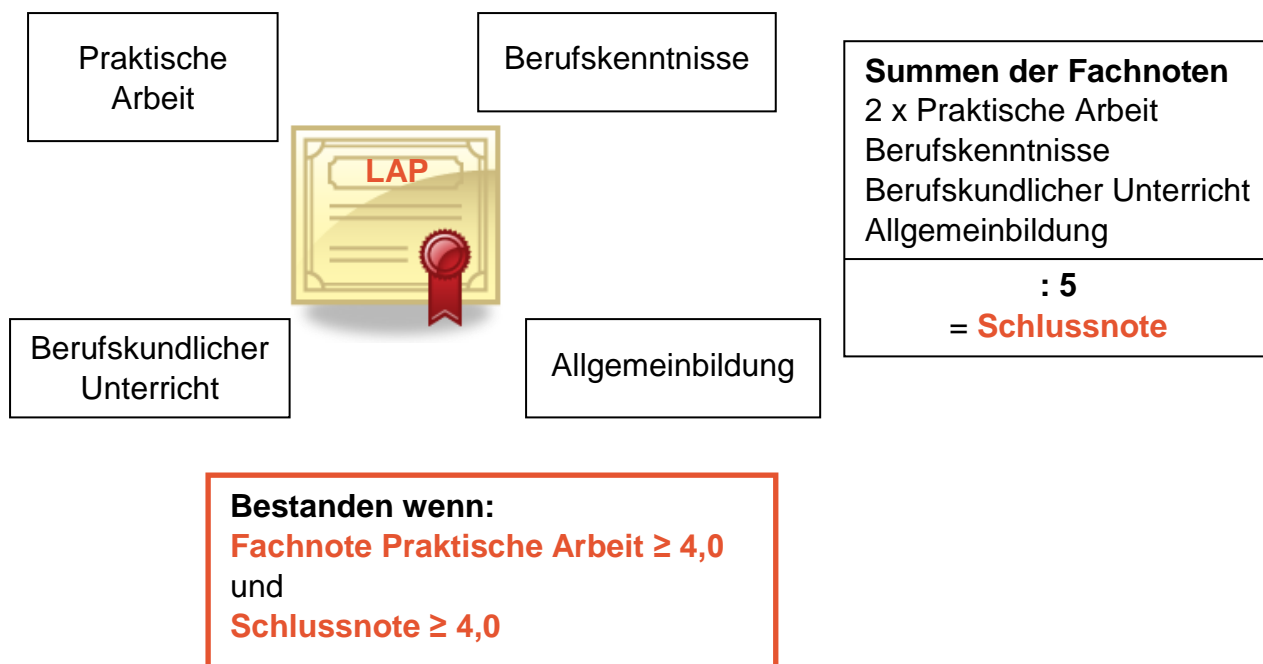 Praktische
Arbeit
Berufskenntnisse
LAP
Berufskundlicher
Unterricht
Allgemeinbildung
Summen der Fachnoten
2 x Praktische Arbeit
Berufskenntnisse
Berufskundlicher Unterricht
Allgemeinbildung
: 5
= Schlussnote
Bestanden wenn:
Fachnote Praktische Arbeit ≥ 4,0
und
Schlussnote ≥ 4,0